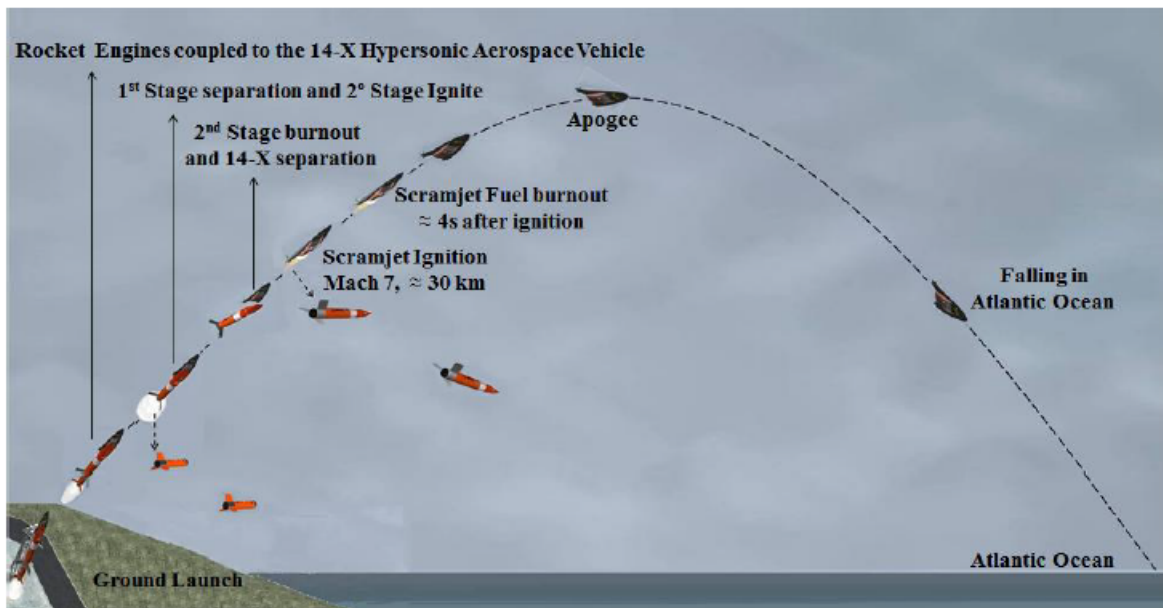 Rocket Engines coupled to the 14-X Hypersonic Aerospace Vehicle
1st Stage separation and 2° Stage Ignite
2nd Stage burnout
and 14-X separation
Apogee
Scramjet Fuel burnout
≈ 4s after ignition
Scramjet Ignition
Mach 7, ≈ 30 km
Falling in
Atlantic Ocean
Atlantic Ocean
Ground Launch